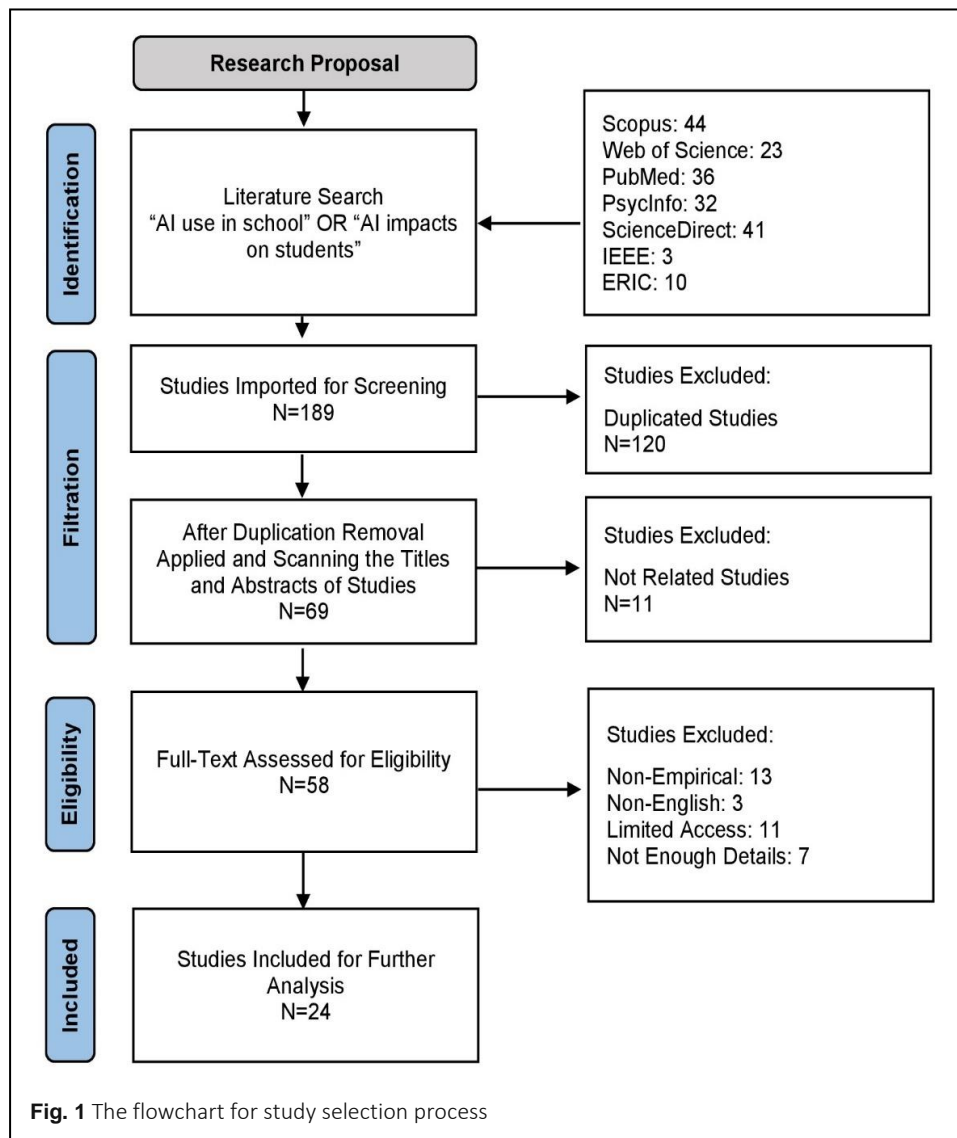 Research Proposal
Identification
Literature Search
“AI use in school” OR “AI impacts
on students”
Scopus: 44
Web of Science: 23
PubMed: 36
PsycInfo: 32
ScienceDirect: 41
IEEE: 3
ERIC: 10
Filtration
Studies Imported for Screening
N=189
Studies Excluded:
Duplicated Studies
N=120
After Duplication Removal
Applied and Scanning the Titles
and Abstracts of Studies
N=69
Studies Excluded:
Not Related Studies
N=11
Eligibility
Full-Text Assessed for Eligibility
N=58
Studies Excluded:
Non-Empirical: 13
Non-English: 3
Limited Access: 11
Not Enough Details: 7
Included
Studies Included for Further
Analysis
N=24
Fig. 1 The flowchart for study selection process